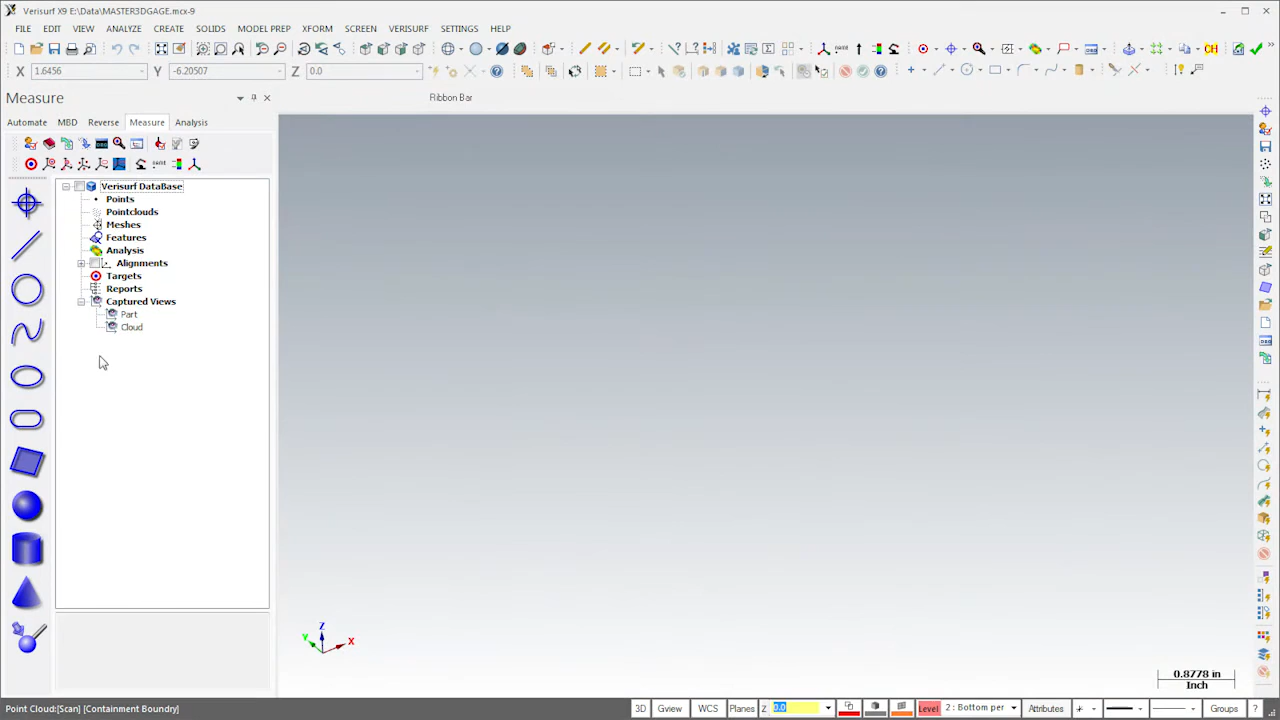 Verisurf X9 E:\Data\MASTER3DGAGE.mcx-9
FILE EDIT VIEW ANALYZE CREATE SOLIDS MODEL PREP XFORM SCREEN VERISURF SETTINGS HELP
CH
X 1.6456 Y -6.20507 Z 0.0
Measure
Ribbon Bar
Automate MBD Reverse Measure Analysis
Verisurf DataBase
Points
Pointclouds
Meshes
Features
Analysis
Alignments
Targets
Reports
Captured Views
Part
Cloud
Z
Y
X
0.8778 in
Inch
Point Cloud:[Scan] [Containment Boundry]
3D Gview WCS Planes Z 0.0 Level 2 : Bottom per Attributes Groups ?